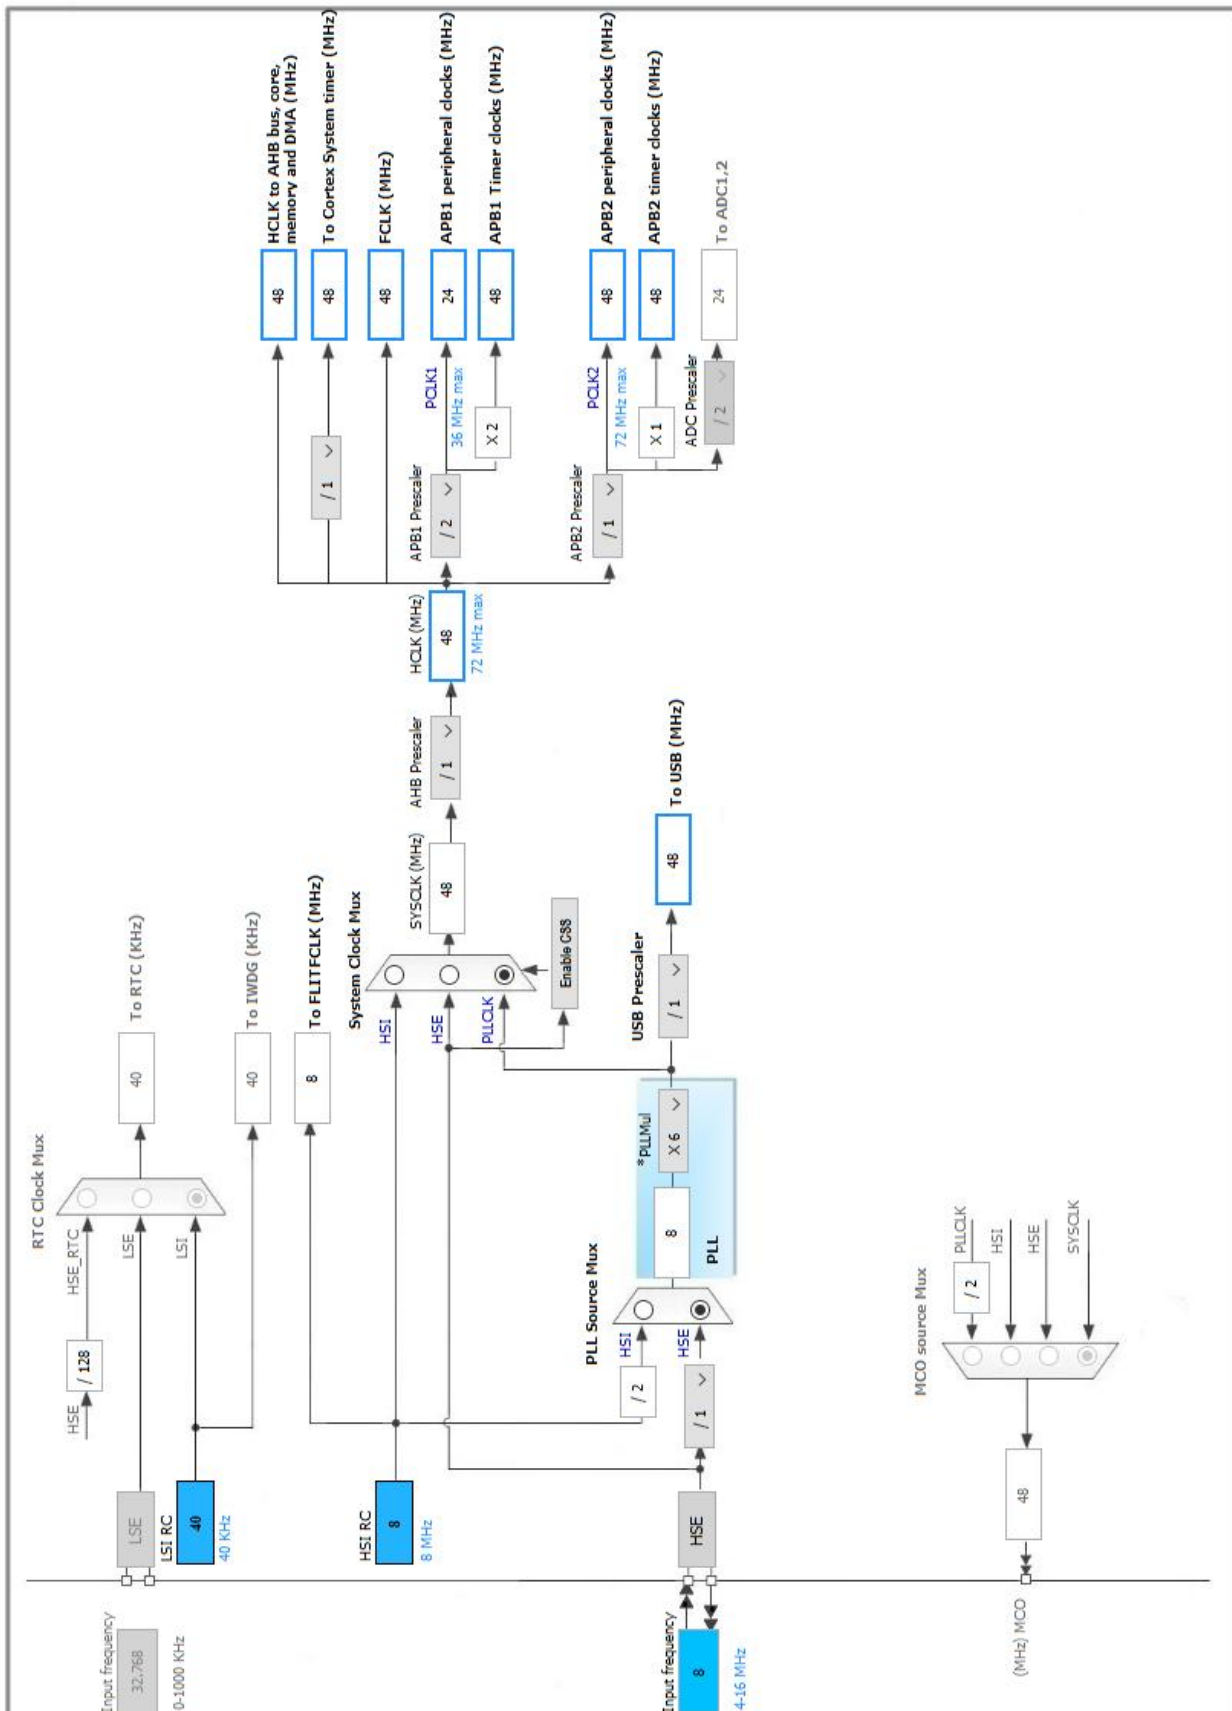 RTC Clock Mux
HSE
/ 128
HSE_RTC
Input frequency
32.768
0-1000 KHz
LSE
LSE
40
To RTC (KHz)
LSI RC
40
40 KHz
LSI
40
To IWDG (KHz)
8
To FLITFCLK (MHz)
HSI RC
8
8 MHz
System Clock Mux
HSI
HSE
PLLCLK
Enable CSS
SYSCLK (MHz)
48
AHB Prescaler
/ 1
HCLK (MHz)
48
72 MHz max
48
HCLK to AHB bus, core,
memory and DMA (MHz)
/ 1
48
To Cortex System timer (MHz)
48
FCLK (MHz)
APB1 Prescaler
/ 2
PCLK1
36 MHz max
24
APB1 peripheral clocks (MHz)
X 2
48
APB1 Timer clocks (MHz)
APB2 Prescaler
/ 1
PCLK2
72 MHz max
48
APB2 peripheral clocks (MHz)
X 1
48
APB2 timer clocks (MHz)
ADC Prescaler
/ 2
24
To ADC1,2
PLL Source Mux
/ 2
HSI
HSE
Input frequency
8
4-16 MHz
HSE
/ 1
8
*PLLMul
X 6
PLL
USB Prescaler
/ 1
48
To USB (MHz)
MCO source Mux
/ 2
PLLCLK
HSI
HSE
SYSCLK
48
(MHz) MCO